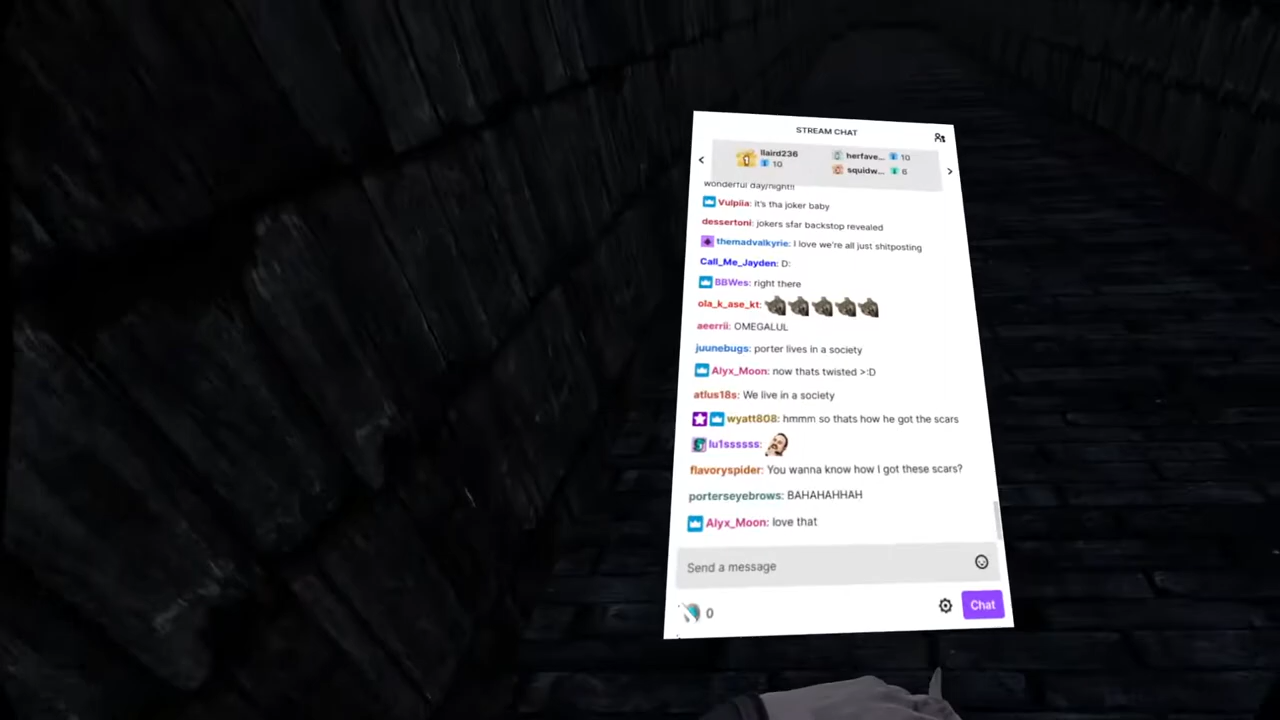 STREAM CHAT
llaird236
10
herfave... 10
squidw... 6
wonderful day/night!!
Vulpiia: it's tha joker baby
dessertoni: jokers sfar backstop revealed
themadvalkyrie: I love we're all just shitposting
Call_Me_Jayden: D:
BBWes: right there
ola_k_ase_kt:
aeerrii: OMEGALUL
juunebugs: porter lives in a society
Alyx_Moon: now thats twisted >:D
atlus18s: We live in a society
wyatt808: hmmm so thats how he got the scars
lu1ssssss:
flavoryspider: You wanna know how I got these scars?
porterseyebrows: BAHAHAHHAH
Alyx_Moon: love that
Send a message
0
Chat